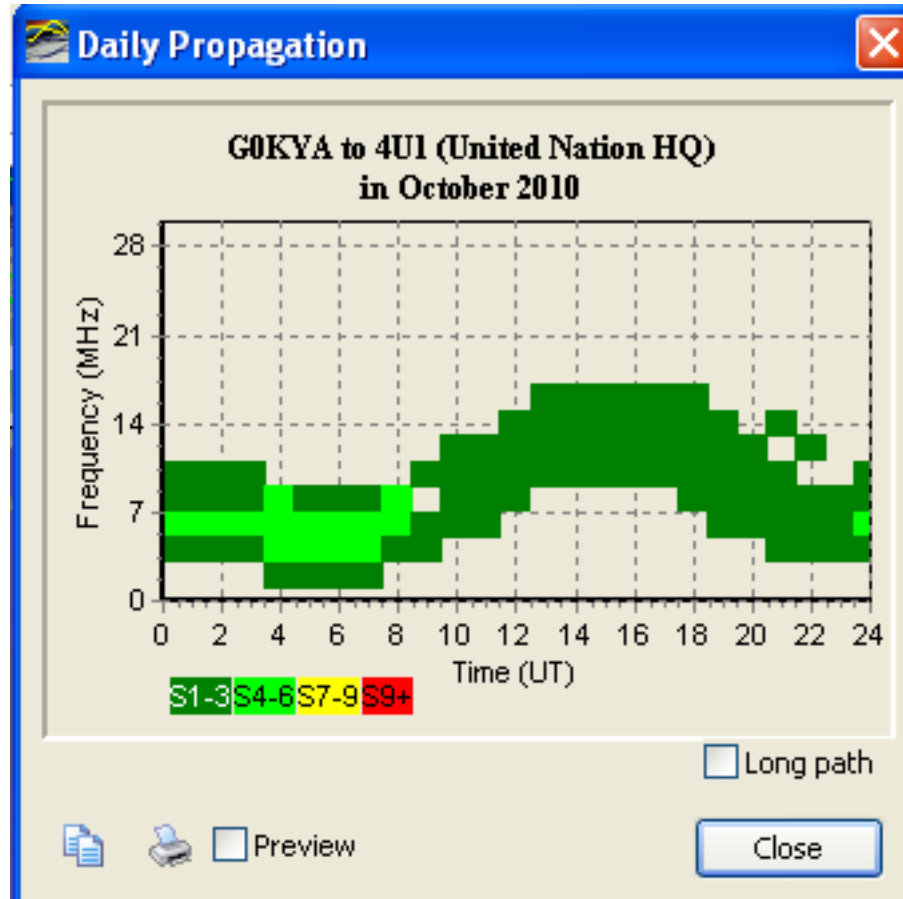 Daily Propagation
G0KYA to 4U1 (United Nation HQ)
in October 2010
Frequency (MHz)
28
21
14
7
0
0 2 4 6 8 10 12 14 16 18 20 22 24
Time (UT)
S1-3 S4-6 S7-9 S9+
Long path
Preview
Close